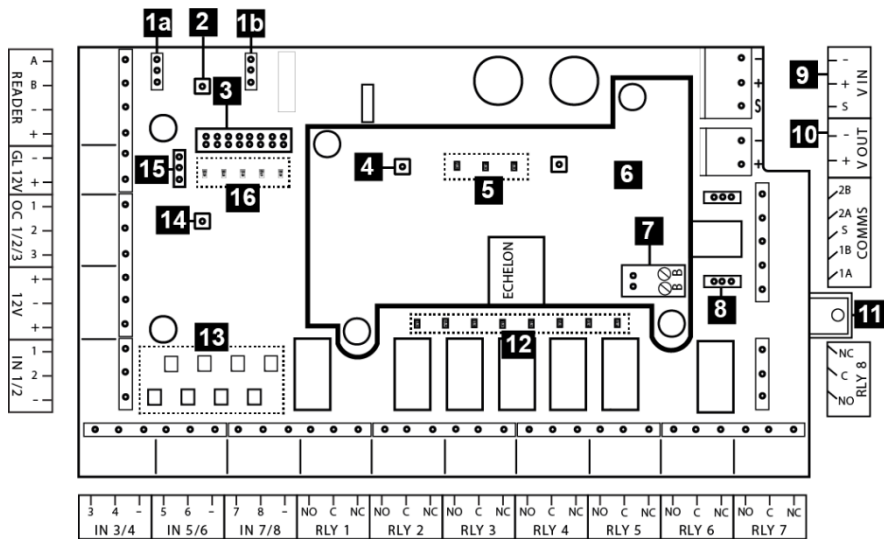 1a
2
1b
3
4
5
6
7
8
9
10
11
12
13
14
15
16
ECHELON
B
B
-
+
S
-
+
READER
A
B
-
+
GL 12V
-
+
OC 1/2/3
1
2
3
12V
+
-
+
IN 1/2
1
2
-
VIN
-
+
S
V OUT
-
+
COMMS
2B
2A
S
1B
1A
RLY 8
NC
C
NO
3 4 - 5 6 - 7 8 - NO C NC NO C NC NO C NC NO C NC NO C NC NO C NC NO C NC
IN 3/4 IN 5/6 IN 7/8 RLY 1 RLY 2 RLY 3 RLY 4 RLY 5 RLY 6 RLY 7